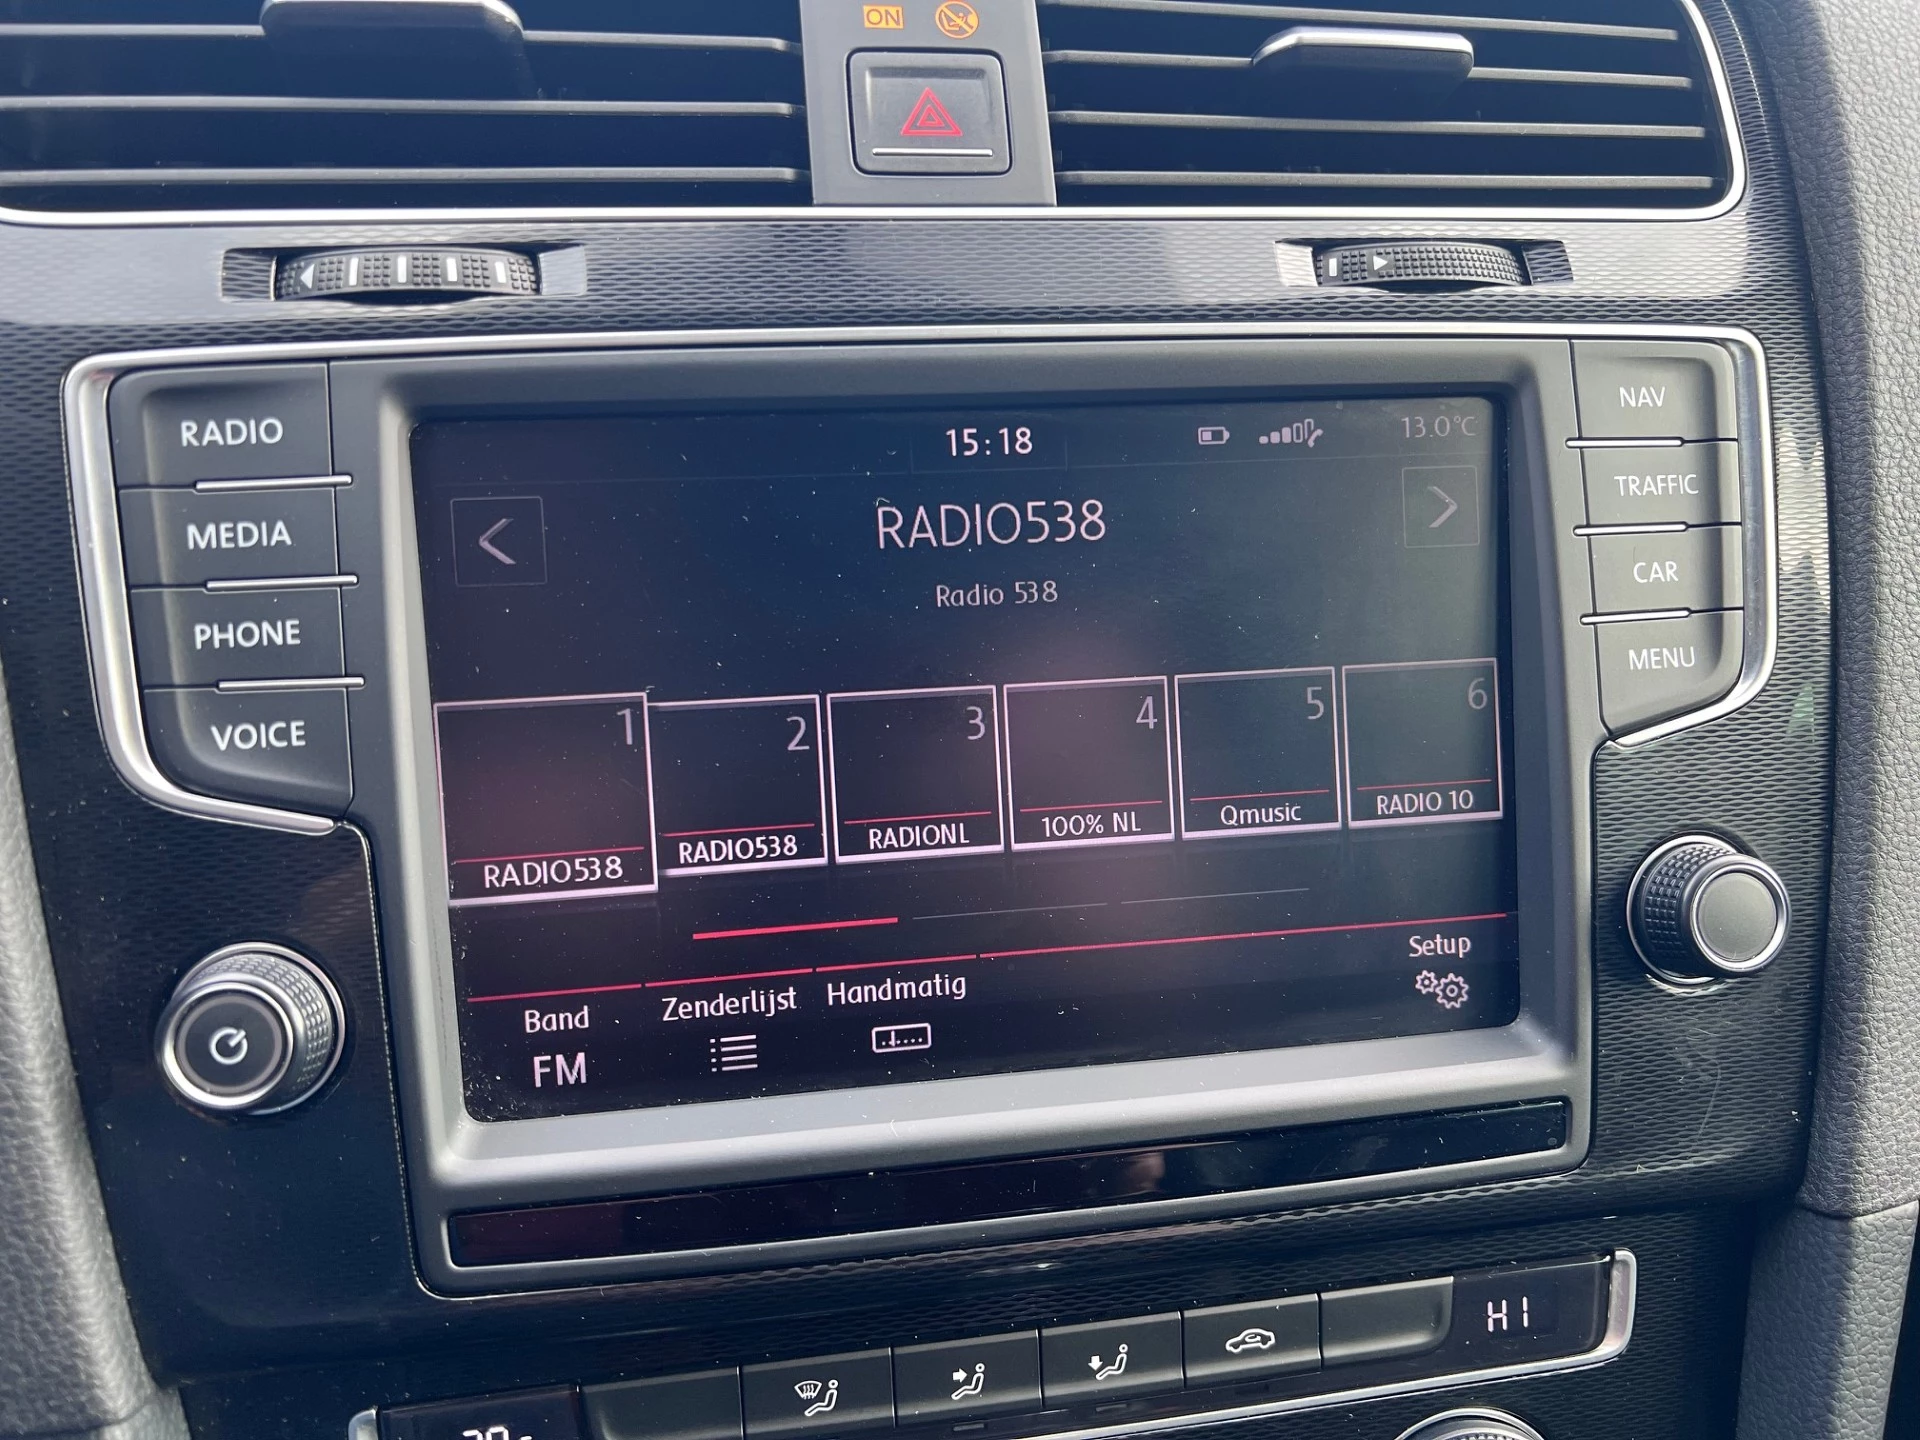 ON
RADIO
MEDIA
PHONE
VOICE
NAV
TRAFFIC
CAR
MENU
15:18
13.0°C
RADIO538
Radio 538
1
RADIO538
2
RADIO538
3
RADIONL
4
100% NL
5
Qmusic
6
RADIO 10
Band
FM
Zenderlijst
Handmatig
Setup
HI